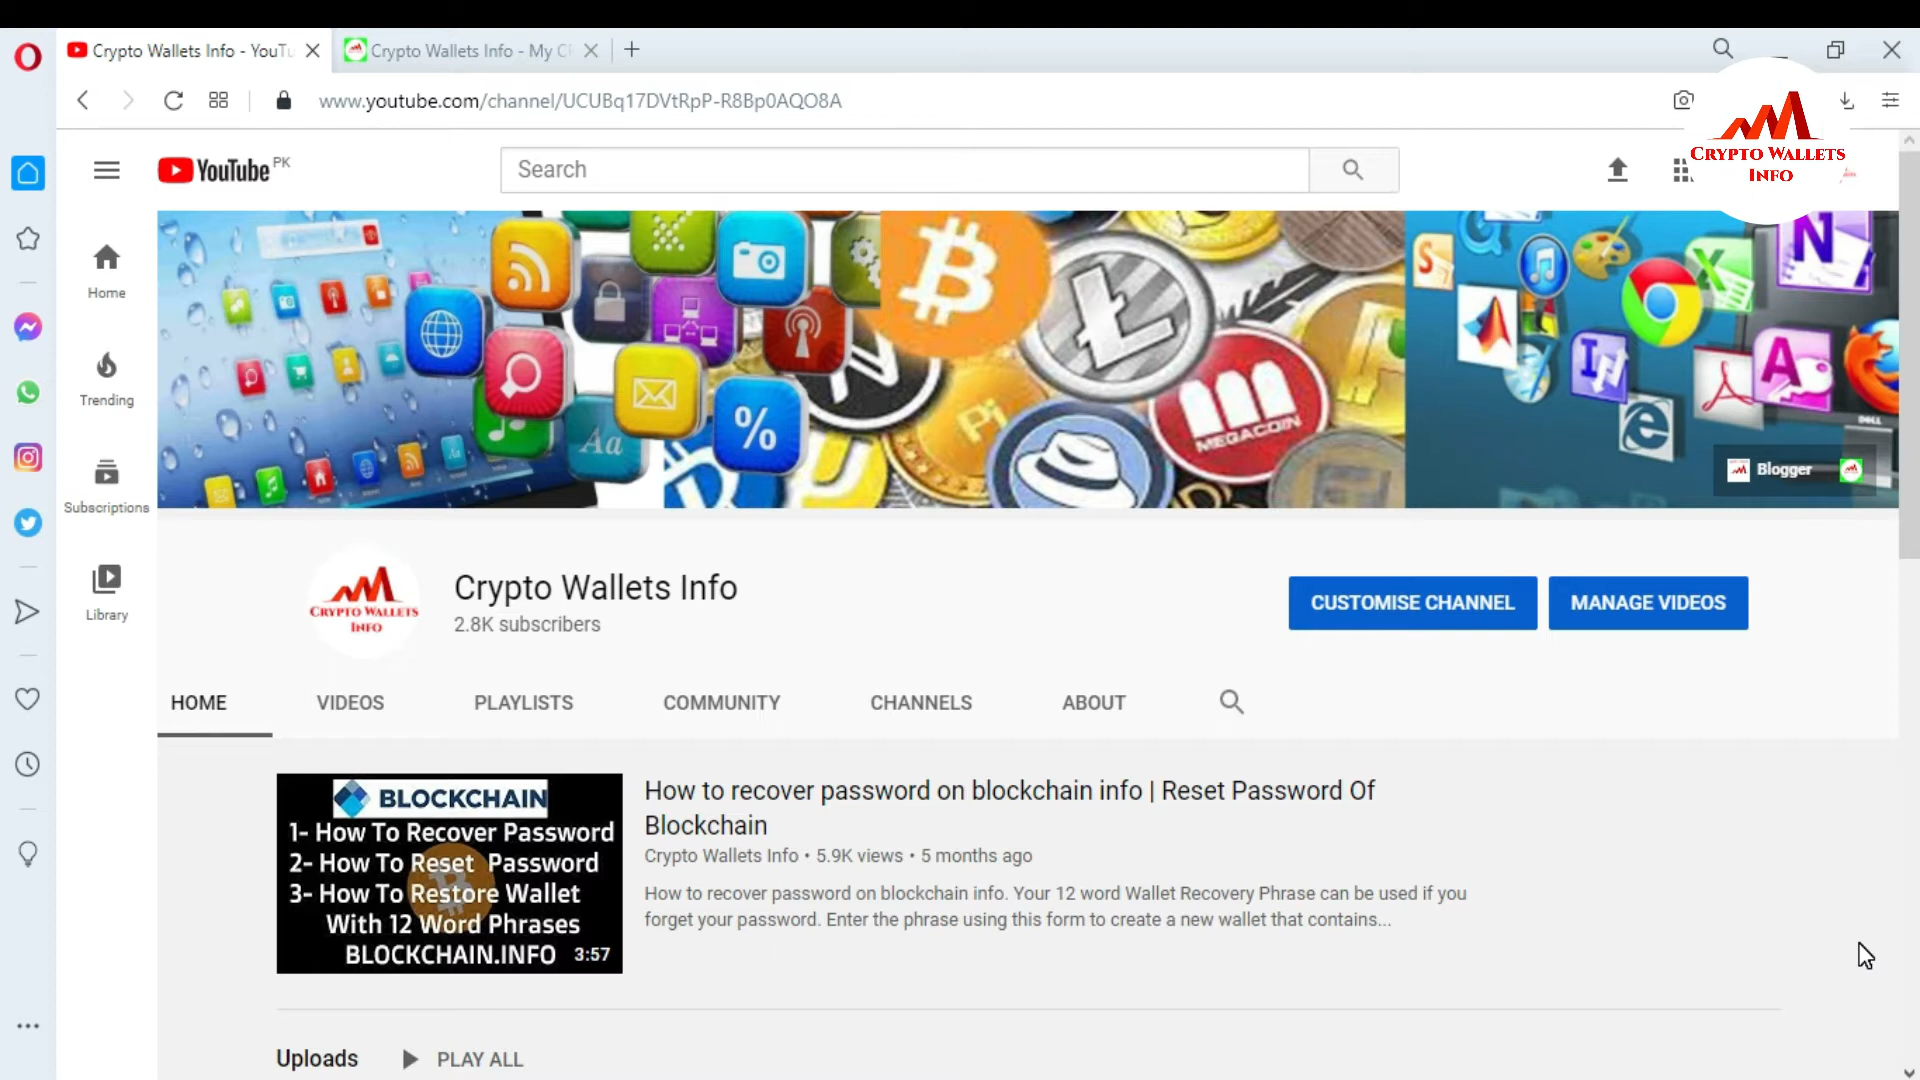 Crypto Wallets Info - YouTu
Crypto Wallets Info - My C
www.youtube.com/channel/UCUBq17DVtRpP-R8Bp0AQO8A
CRYPTO WALLETS
INFO
YouTube PK
Search
Home
Trending
Subscriptions
Library
Aa
%
MEGACOIN
Pi
S
N
X
A
DELL
Blogger
CRYPTO WALLETS
INFO
Crypto Wallets Info
2.8K subscribers
CUSTOMISE CHANNEL
MANAGE VIDEOS
HOME
VIDEOS
PLAYLISTS
COMMUNITY
CHANNELS
ABOUT
BLOCKCHAIN
1- How To Recover Password
2- How To Reset Password
3- How To Restore Wallet
With 12 Word Phrases
BLOCKCHAIN.INFO
3:57
How to recover password on blockchain info | Reset Password Of
Blockchain
Crypto Wallets Info • 5.9K views • 5 months ago
How to recover password on blockchain info. Your 12 word Wallet Recovery Phrase can be used if you
forget your password. Enter the phrase using this form to create a new wallet that contains...
Uploads
PLAY ALL